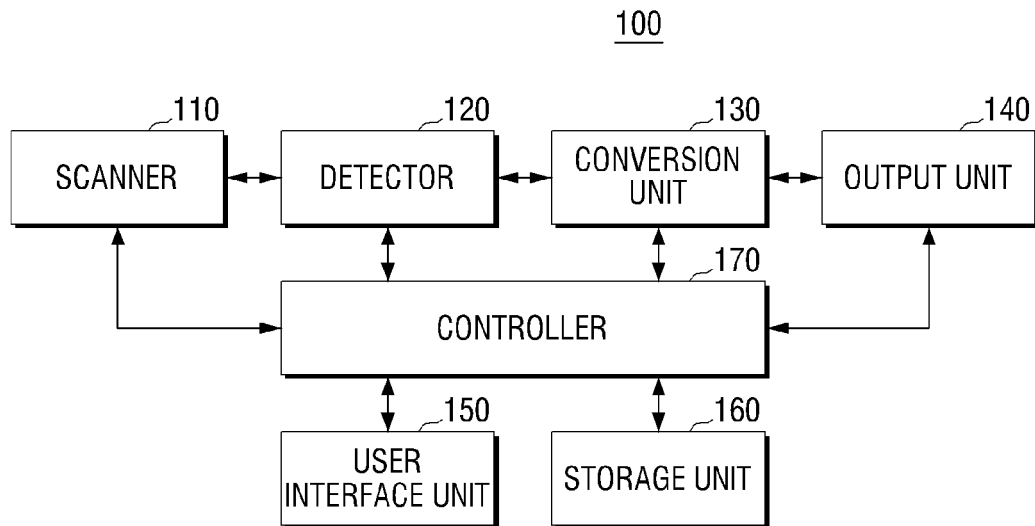 100
110
120
130
140
SCANNER
DETECTOR
CONVERSION
UNIT
OUTPUT UNIT
170
CONTROLLER
150
160
USER
INTERFACE UNIT
STORAGE UNIT